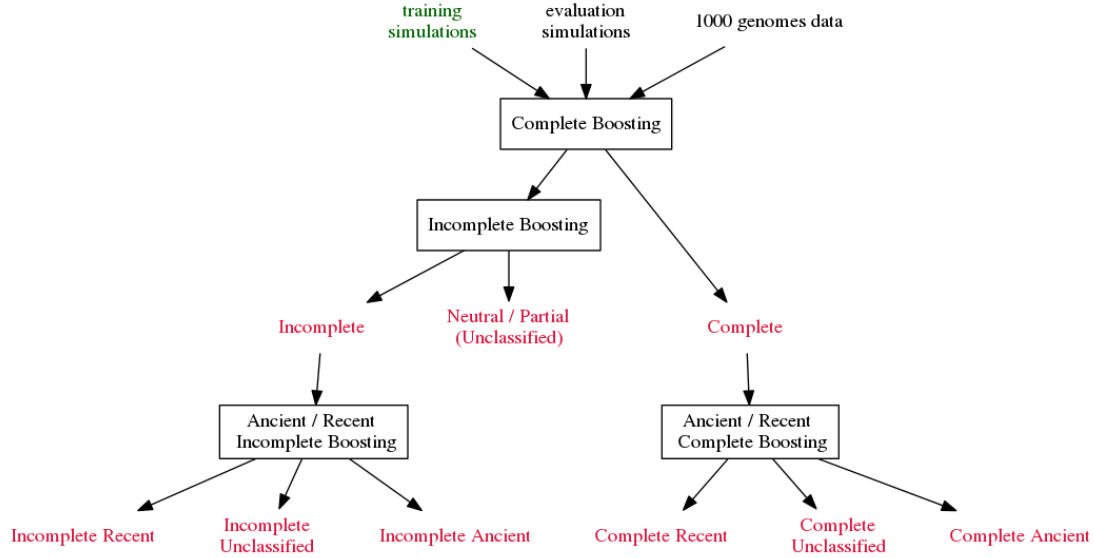 training
simulations
evaluation
simulations
1000 genomes data
Complete Boosting
Incomplete Boosting
Incomplete
Neutral / Partial
(Unclassified)
Complete
Ancient / Recent
Incomplete Boosting
Ancient / Recent
Complete Boosting
Incomplete Recent
Incomplete
Unclassified
Incomplete Ancient
Complete Recent
Complete
Unclassified
Complete Ancient